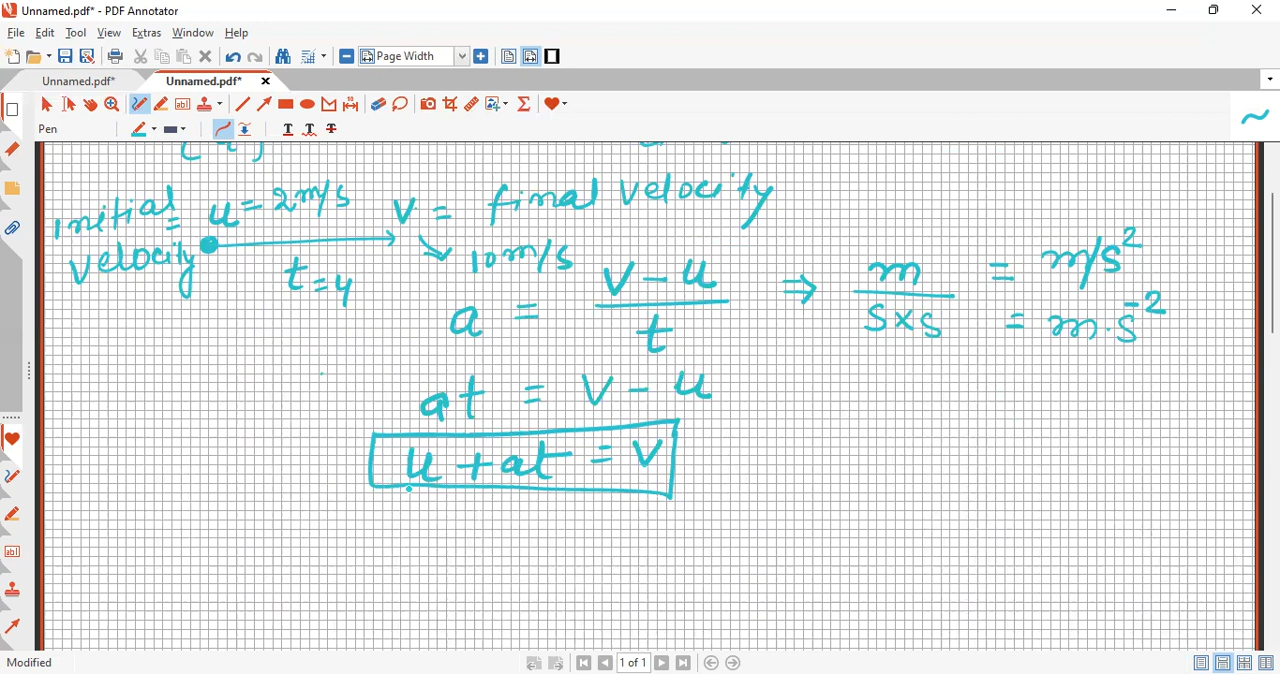 Unnamed.pdf* - PDF Annotator
File Edit Tool View Extras Window Help
Page Width
Unnamed.pdf* Unnamed.pdf*
Pen
initial = u = 2m/s v = final velocity
velocity
t = 4
10m/s
a = v - u / t ⇒ m / s×s = m/s²
= m·s⁻²
at = v - u
u + at = v
Modified 1 of 1